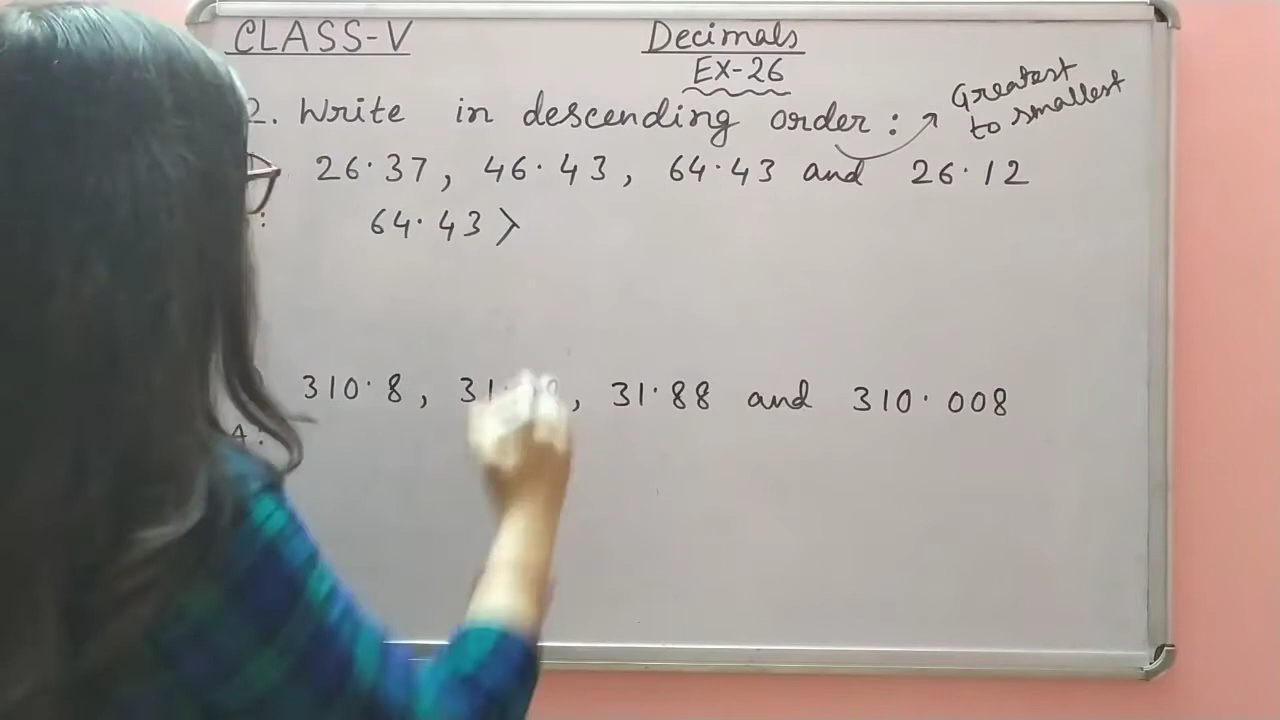 CLASS-V
Decimals
EX-26
2. Write in descending order :
Greatest
to smallest
26.37, 46.43, 64.43 and 26.12
:
64.43 >
310.8, 31. 8, 31.88 and 310.008
A: